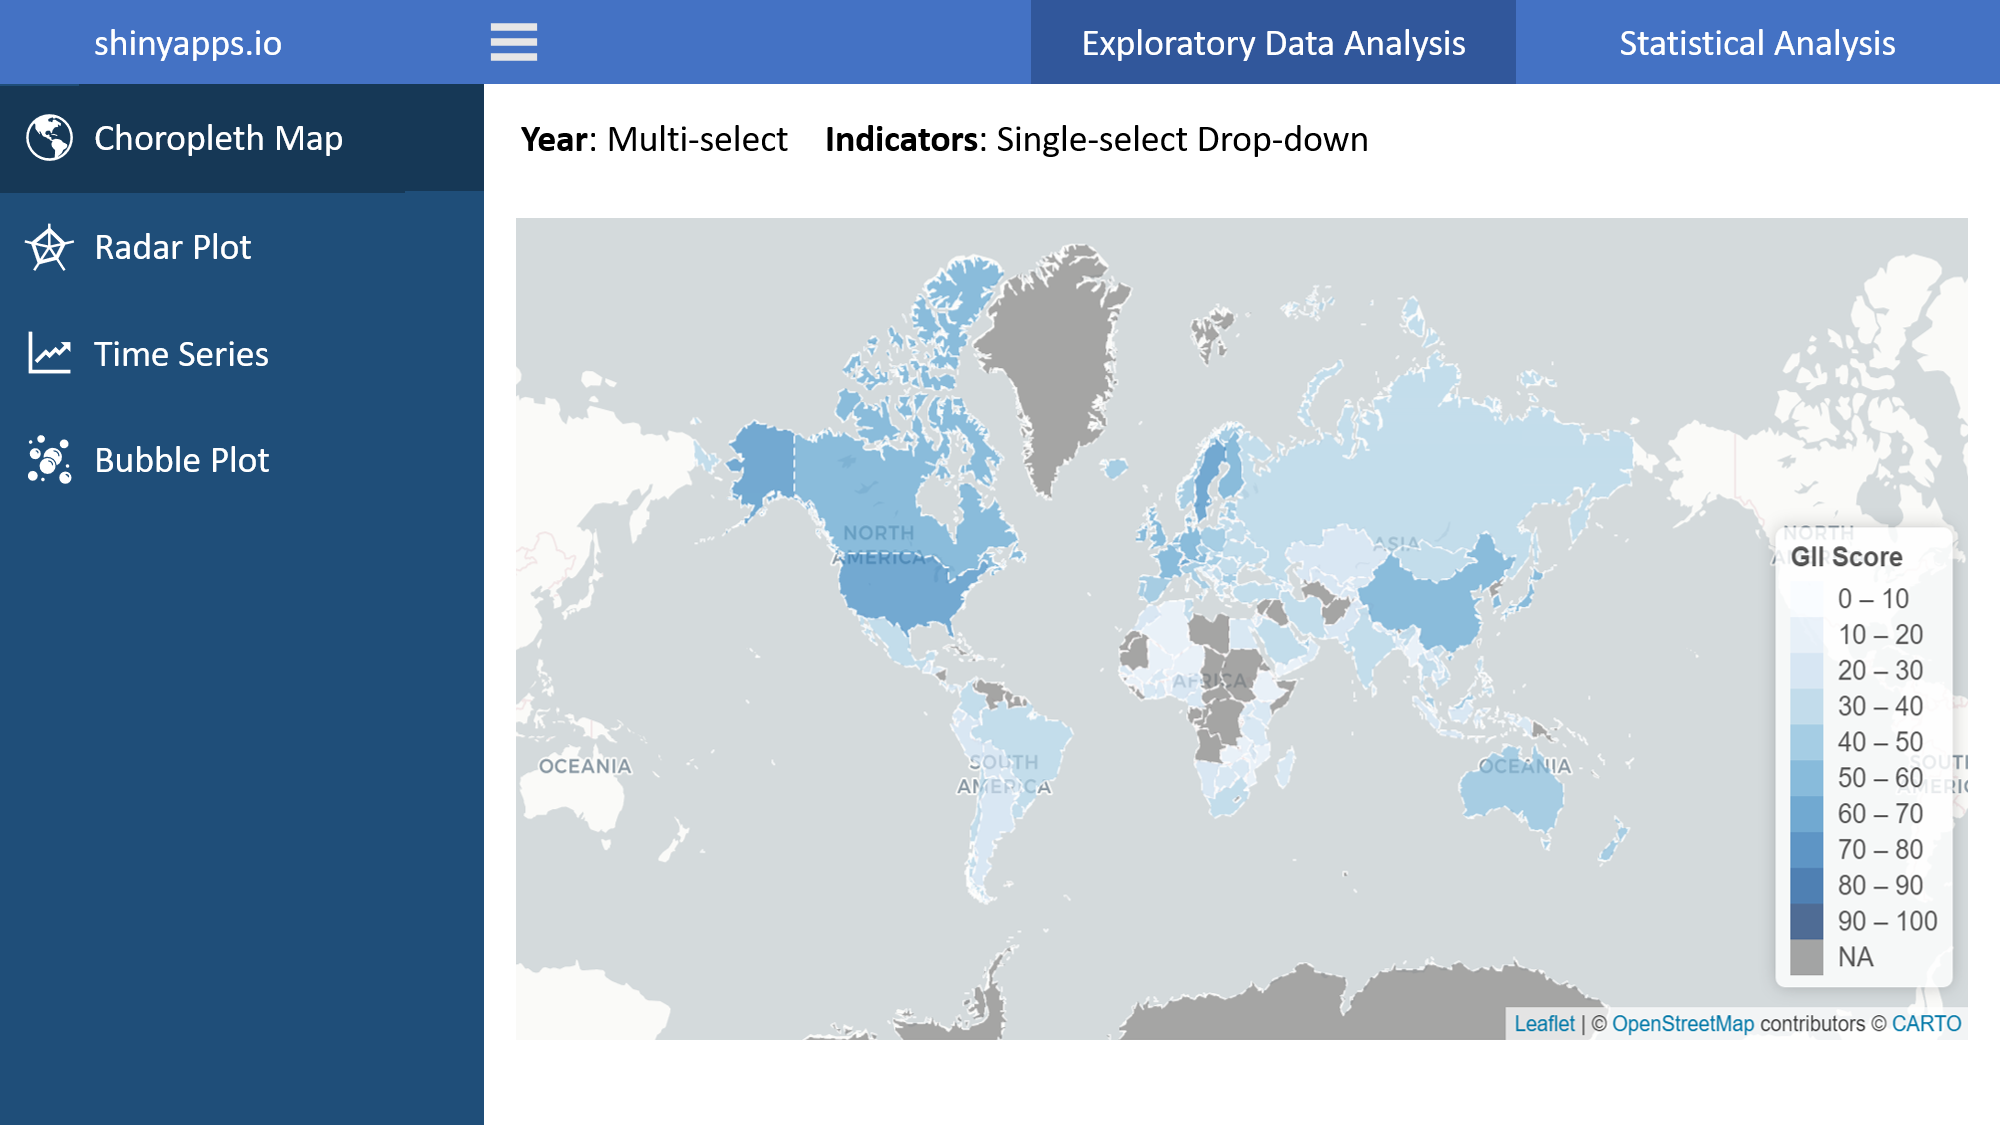 shinyapps.io
Exploratory Data Analysis
Statistical Analysis
Choropleth Map
Radar Plot
Time Series
Bubble Plot
Year: Multi-select Indicators: Single-select Drop-down
NORTH
AMERICA
ASIA
AFRICA
SOUTH
AMERICA
OCEANIA
OCEANIA
NORTH
GII Score
0 – 10
10 – 20
20 – 30
30 – 40
40 – 50
50 – 60
60 – 70
70 – 80
80 – 90
90 – 100
NA
Leaflet | © OpenStreetMap contributors © CARTO